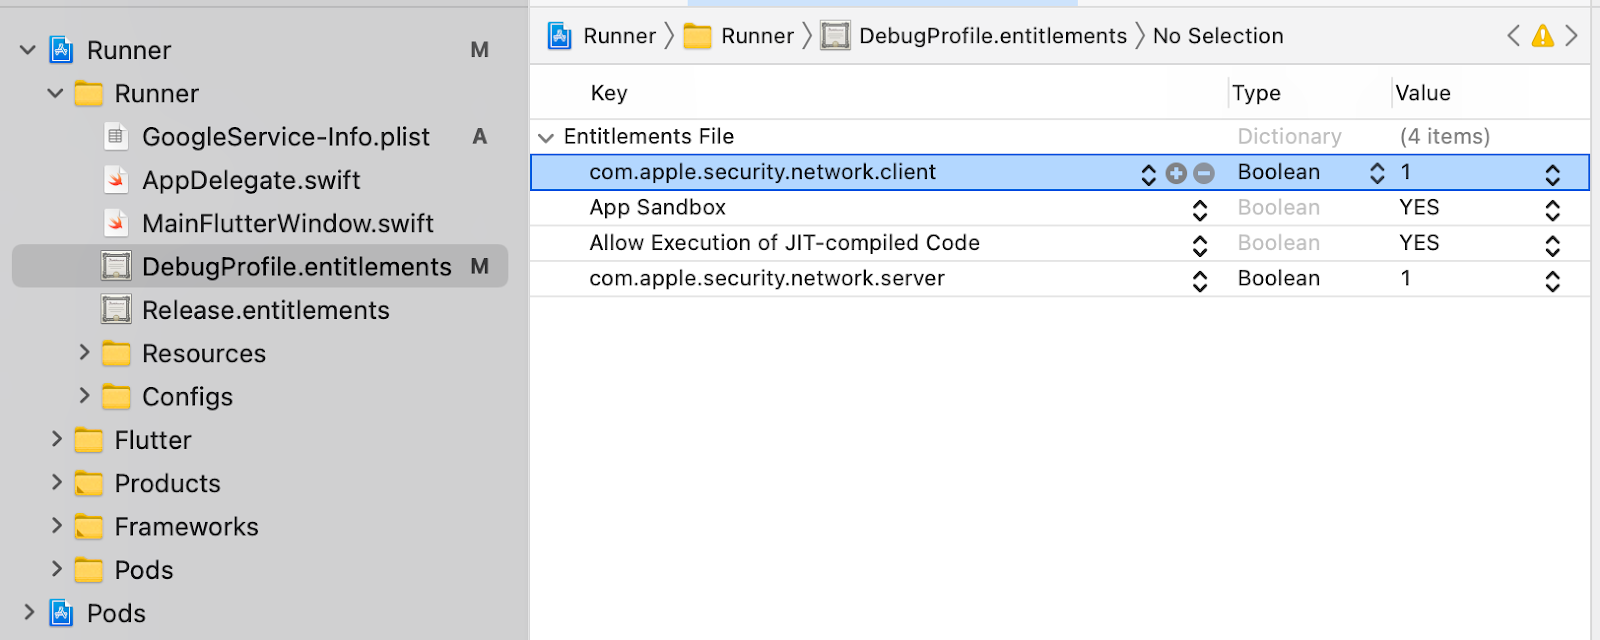 Runner M
Runner
GoogleService-Info.plist A
AppDelegate.swift
MainFlutterWindow.swift
DebugProfile.entitlements M
Release.entitlements
Resources
Configs
Flutter
Products
Frameworks
Pods
Pods
Runner Runner DebugProfile.entitlements No Selection
Key Type Value
Entitlements File Dictionary (4 items)
com.apple.security.network.client Boolean 1
App Sandbox Boolean YES
Allow Execution of JIT-compiled Code Boolean YES
com.apple.security.network.server Boolean 1